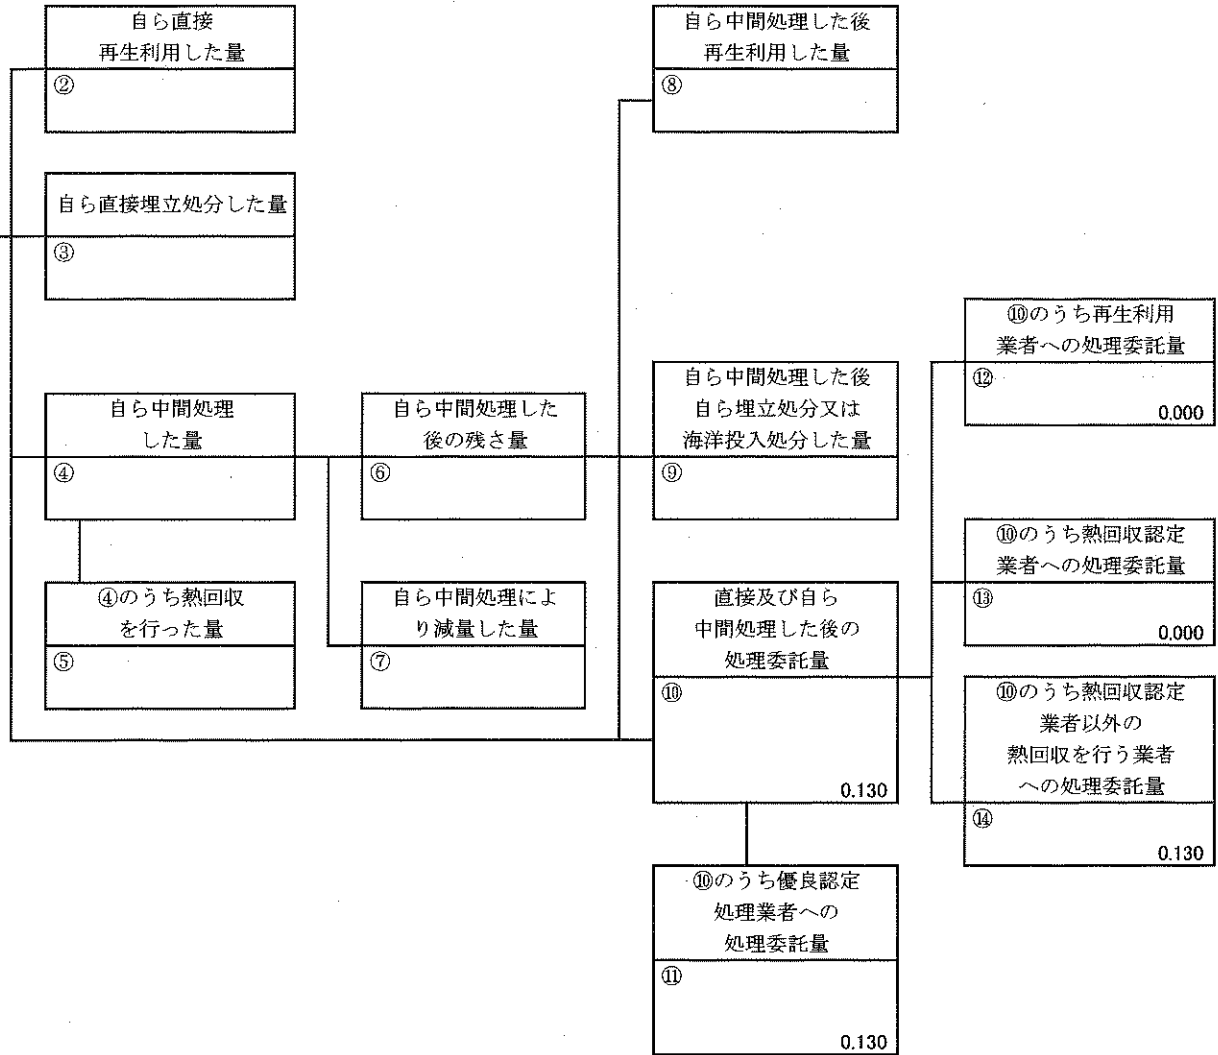 自ら直接
再生利用した量
②
自ら中間処理した後
再生利用した量
⑧
自ら直接埋立処分した量
③
⑩のうち再生利用
業者への処理委託量
⑫
0.000
自ら中間処理
した量
④
自ら中間処理した
後の残さ量
⑥
自ら中間処理した後
自ら埋立処分又は
海洋投入処分した量
⑨
⑩のうち熱回収認定
業者への処理委託量
⑬
0.000
④のうち熱回収
を行った量
⑤
自ら中間処理によ
り減量した量
⑦
直接及び自ら
中間処理した後の
処理委託量
⑩
0.130
⑩のうち熱回収認定
業者以外の
熱回収を行う業者
への処理委託量
⑭
0.130
⑩のうち優良認定
処理業者への
処理委託量
⑪
0.130